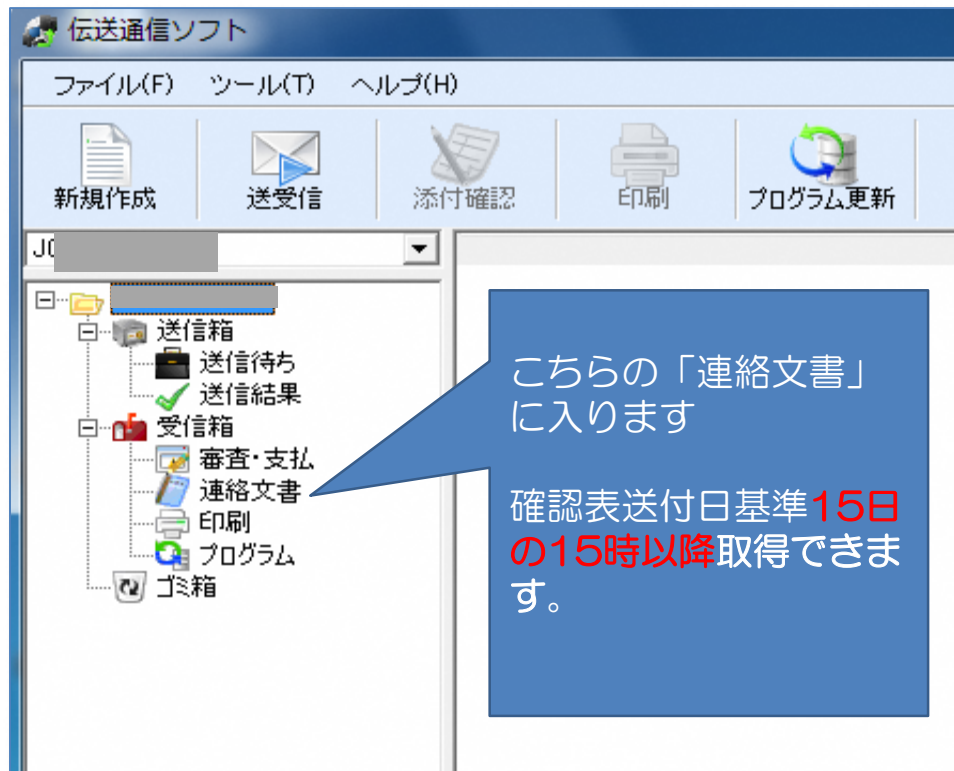 伝送通信ソフト
ファイル(F) ツール(T) ヘルプ(H)
新規作成 送受信 添付確認 印刷 プログラム更新
送信箱
送信待ち
送信結果
受信箱
審査・支払
連絡文書
印刷
プログラム
ゴミ箱
こちらの「連絡文書」
に入ります
確認表送付日基準15日
の15時以降取得できま
す。